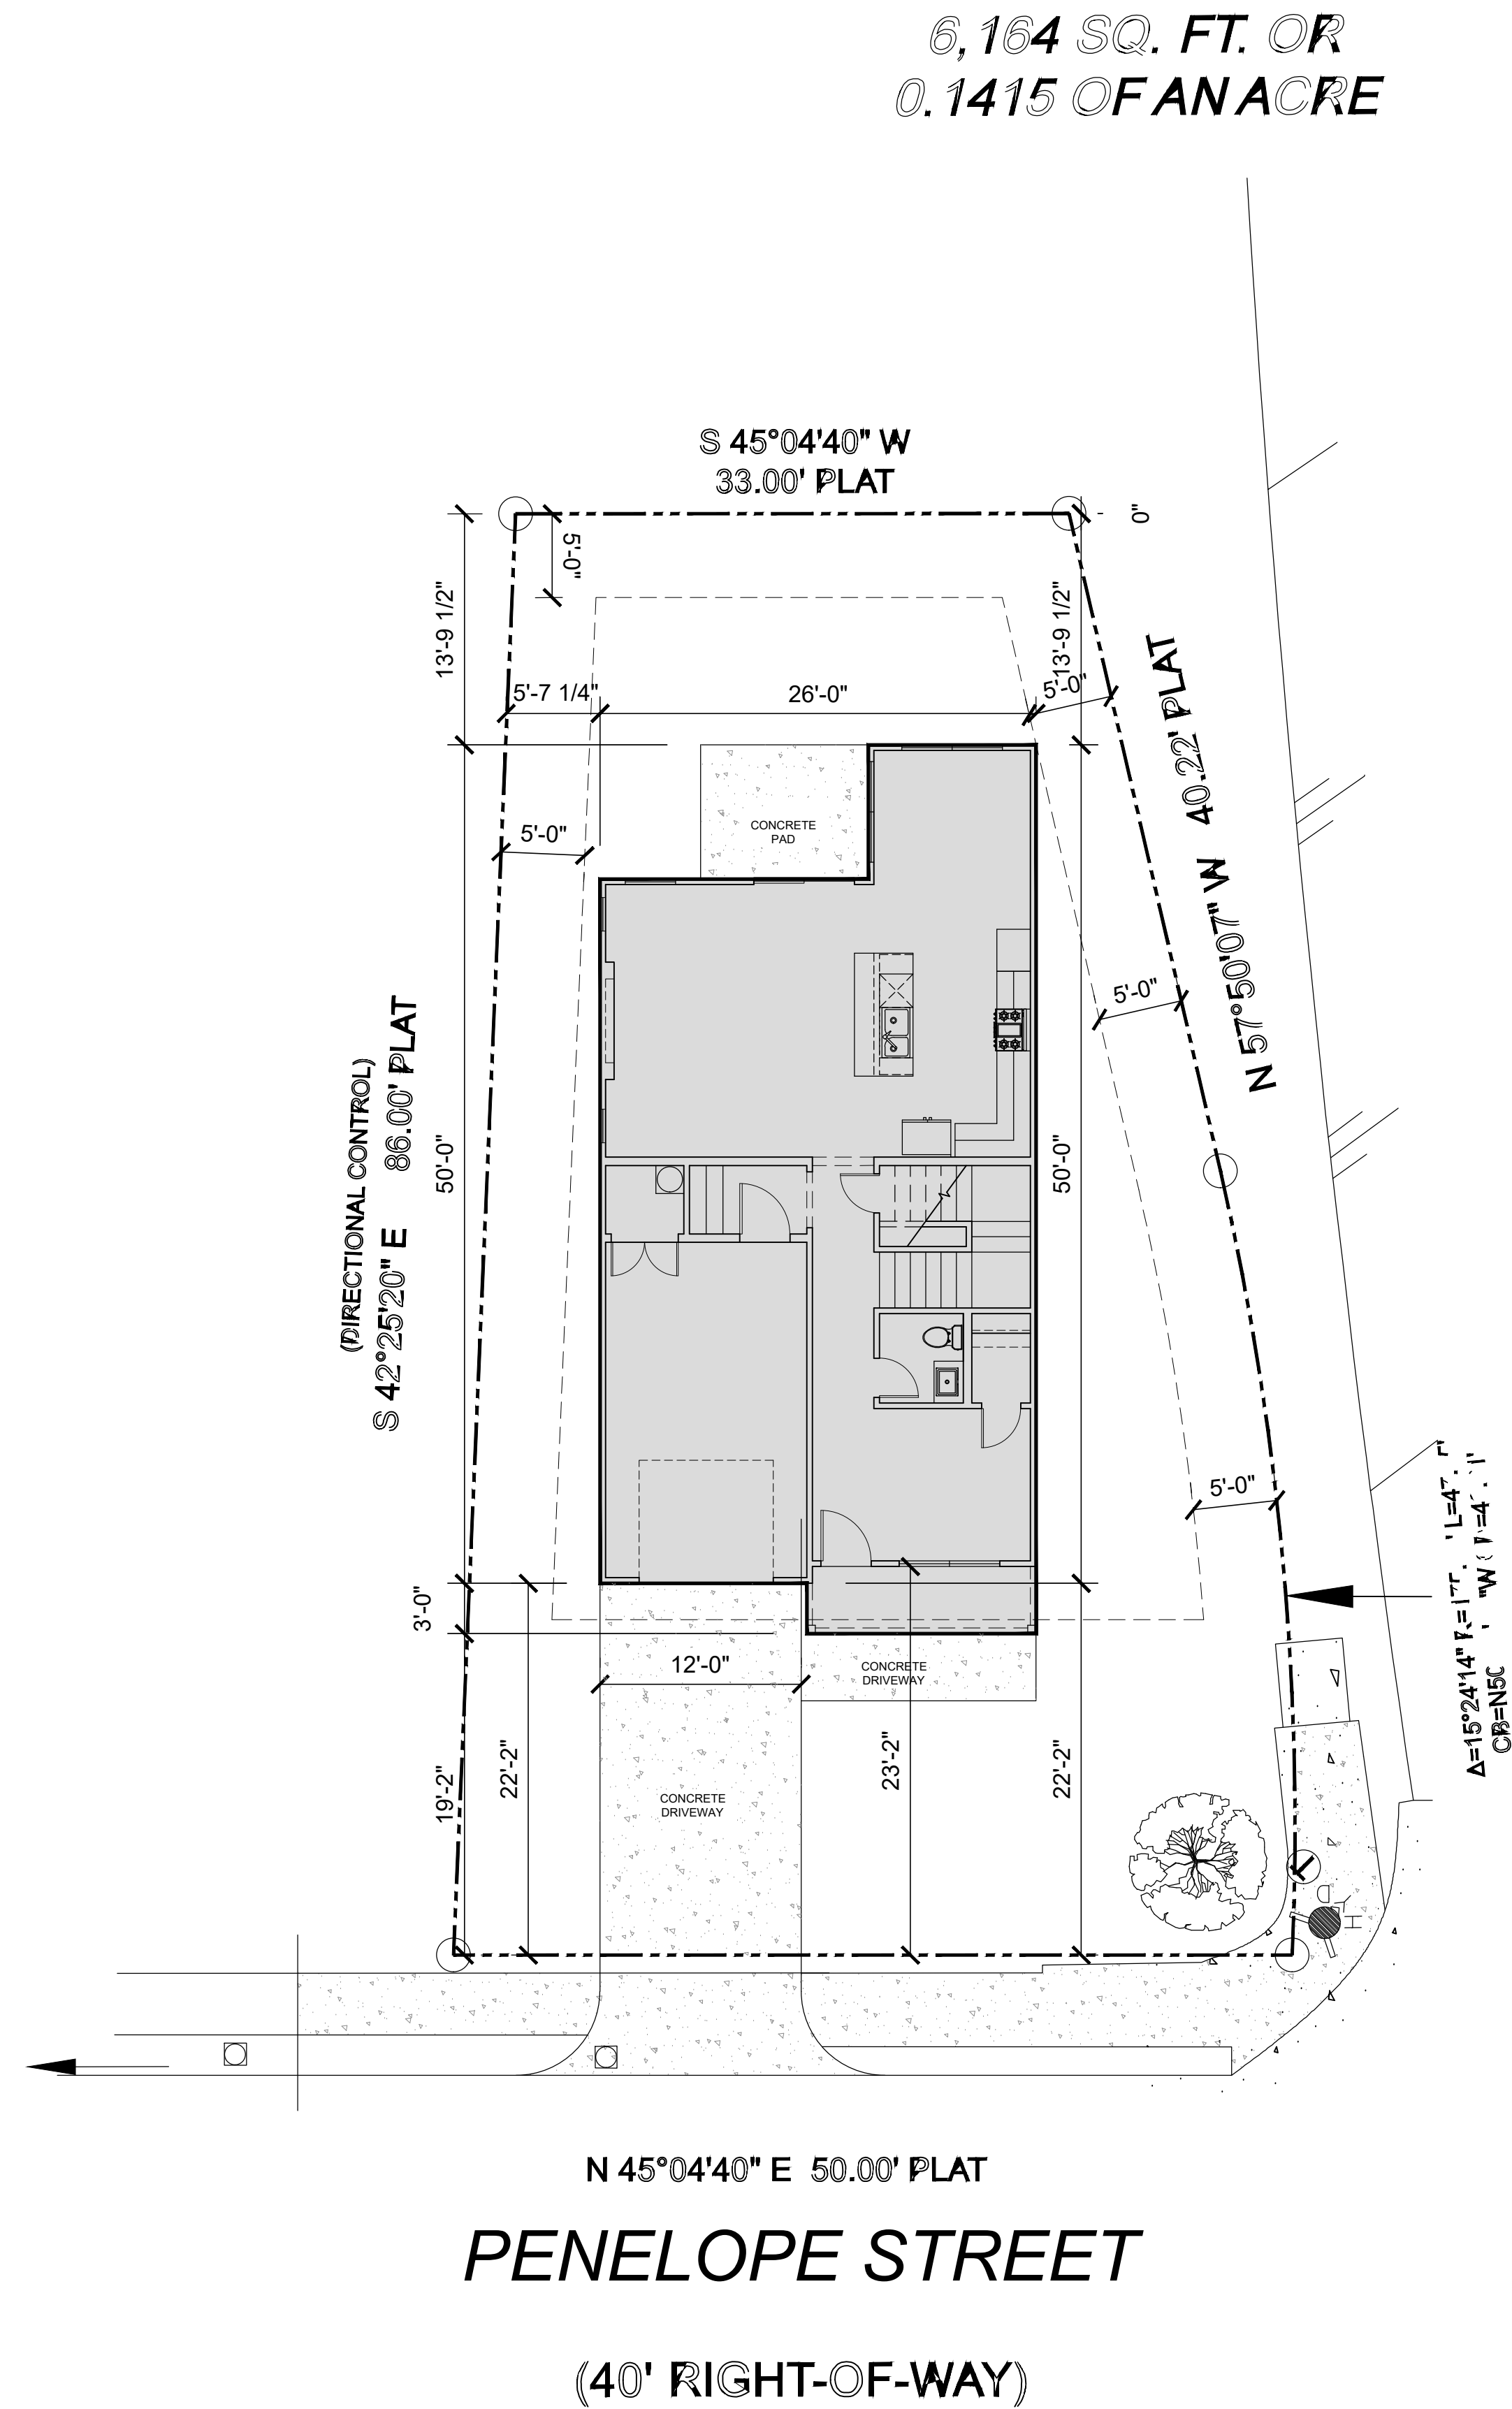 6,164 SQ. FT. OR
0.1415 OF AN ACRE
S 45°04'40" W
33.00' PLAT
0"
5'-0"
13'-9 1/2"
13'-9 1/2"
5'-7 1/4"
26'-0"
5'-0"
N 57°50'07" W 40.22' PLAT
CONCRETE
PAD
5'-0"
5'-0"
(DIRECTIONAL CONTROL)
S 42°25'20" E 86.00' PLAT
50'-0"
50'-0"
5'-0"
Δ=15°24'14"
CB=N50
3'-0"
12'-0"
CONCRETE
DRIVEWAY
19'-2"
22'-2"
23'-2"
22'-2"
CONCRETE
DRIVEWAY
HYD
N 45°04'40" E 50.00' PLAT
PENELOPE STREET
(40' RIGHT-OF-WAY)